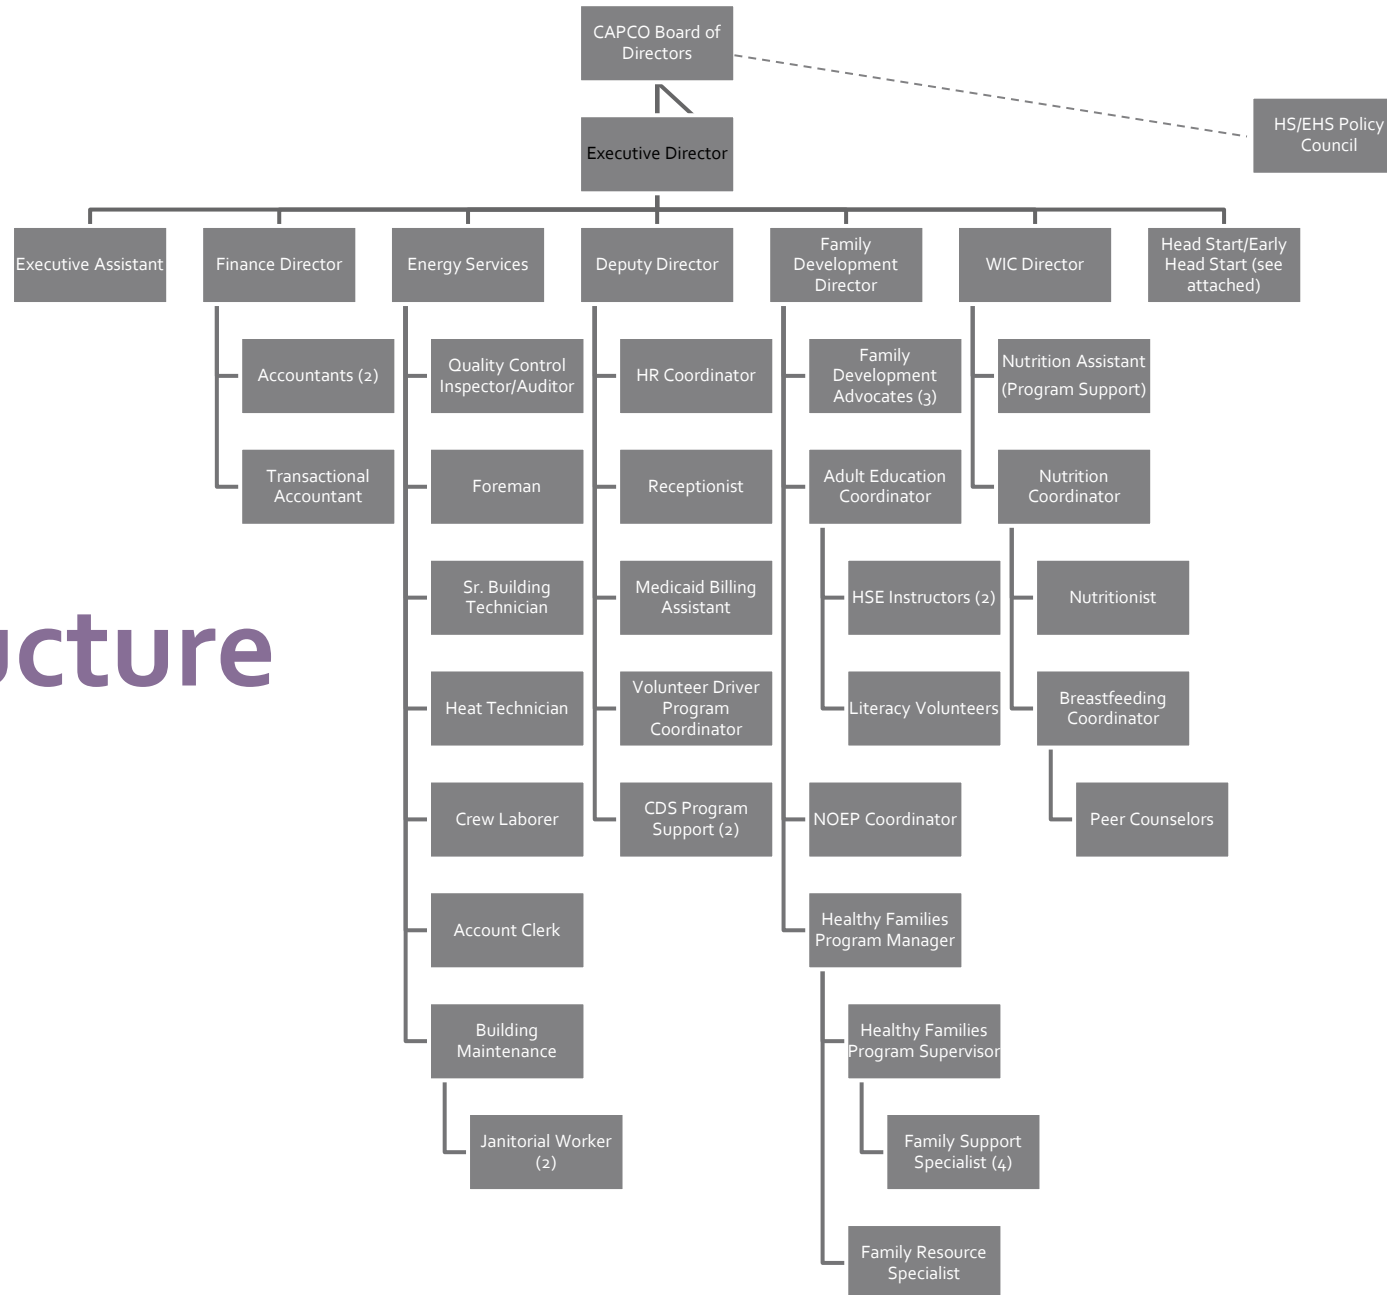 CAPCO Board of
Directors
HS/EHS Policy
Council
Executive Director
Executive Assistant
Finance Director
Energy Services
Deputy Director
Family
Development
Director
WIC Director
Head Start/Early
Head Start (see
attached)
Accountants (2)
Transactional
Accountant
Quality Control
Inspector/Auditor
Foreman
Sr. Building
Technician
Heat Technician
Crew Laborer
Account Clerk
Building
Maintenance
Janitorial Worker
(2)
HR Coordinator
Receptionist
Medicaid Billing
Assistant
Volunteer Driver
Program
Coordinator
CDS Program
Support (2)
Family
Development
Advocates (3)
Adult Education
Coordinator
HSE Instructors (2)
Literacy Volunteers
NOEP Coordinator
Healthy Families
Program Manager
Healthy Families
Program Supervisor
Family Support
Specialist (4)
Family Resource
Specialist
Nutrition Assistant
(Program Support)
Nutrition
Coordinator
Nutritionist
Breastfeeding
Coordinator
Peer Counselors
ucture